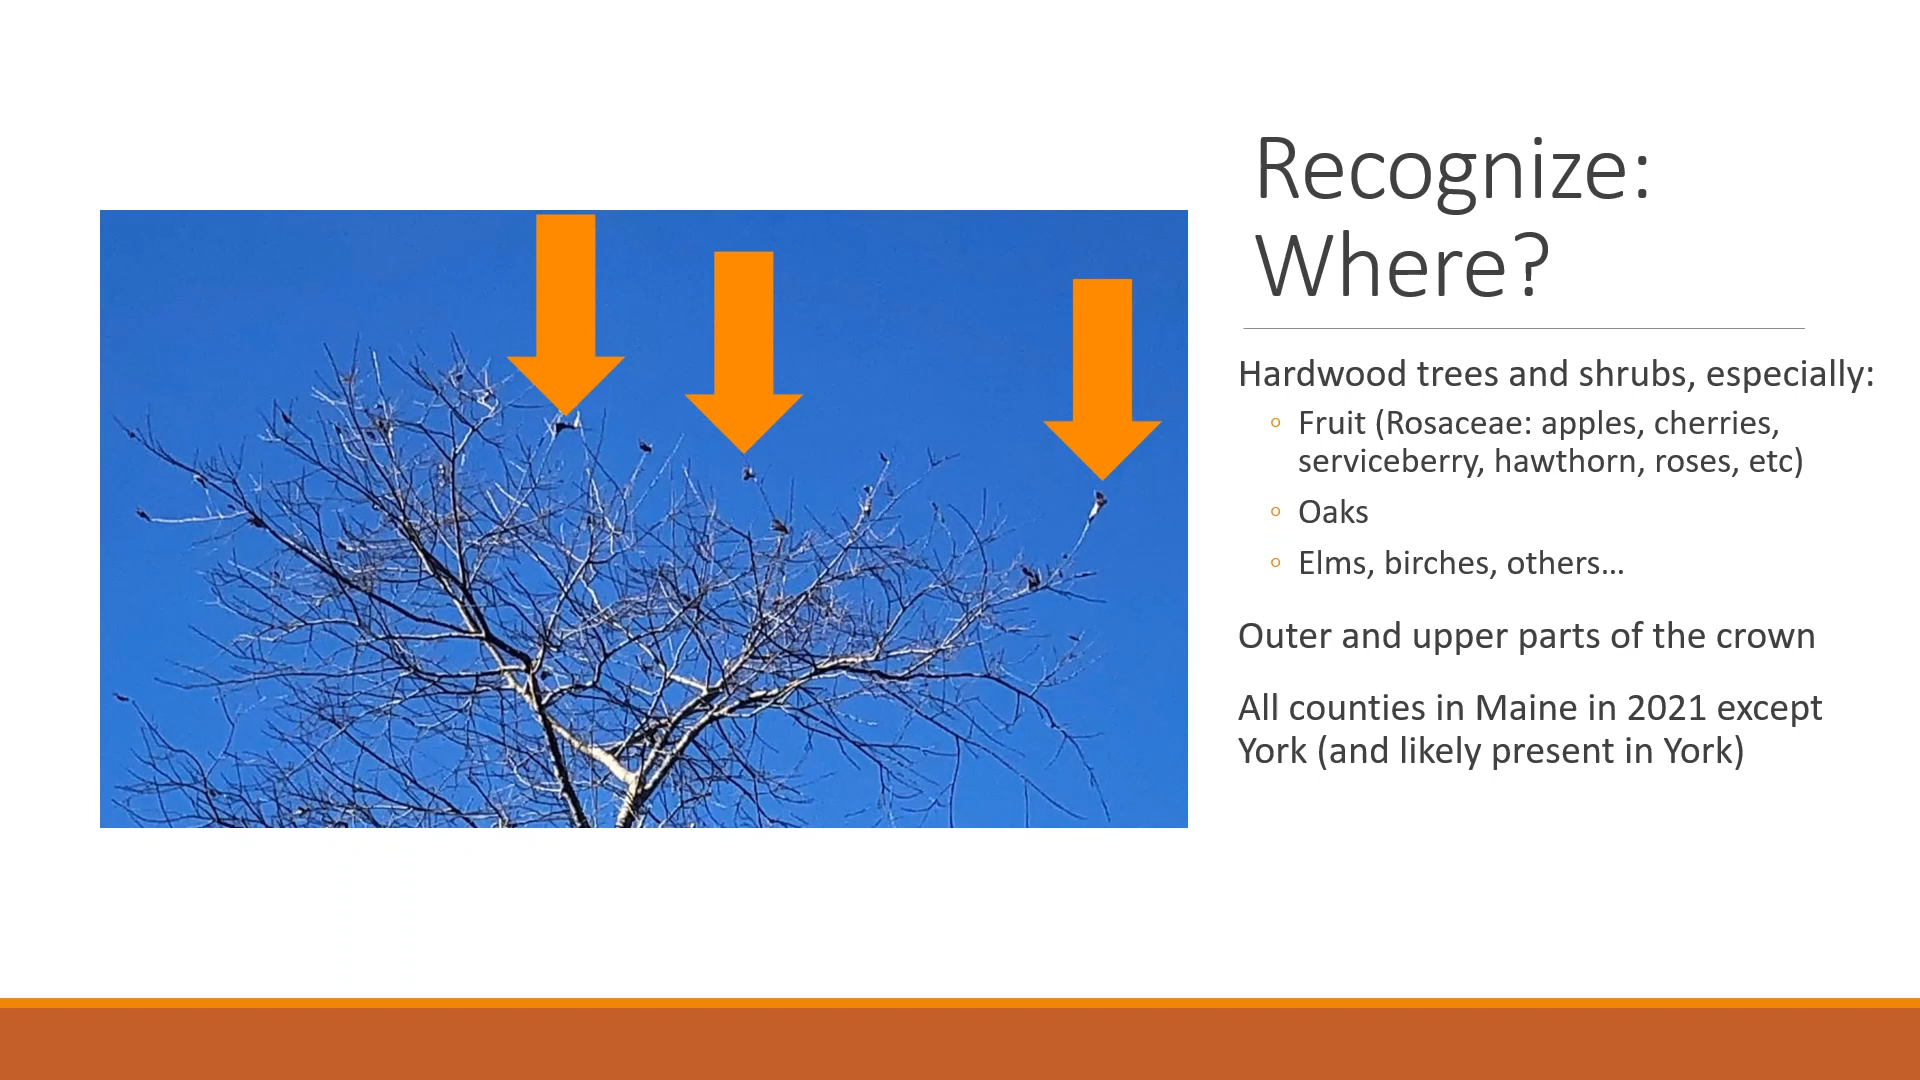 Recognize:
Where?
Hardwood trees and shrubs, especially:
◦ Fruit (Rosaceae: apples, cherries,
serviceberry, hawthorn, roses, etc)
◦ Oaks
◦ Elms, birches, others...
Outer and upper parts of the crown
All counties in Maine in 2021 except
York (and likely present in York)